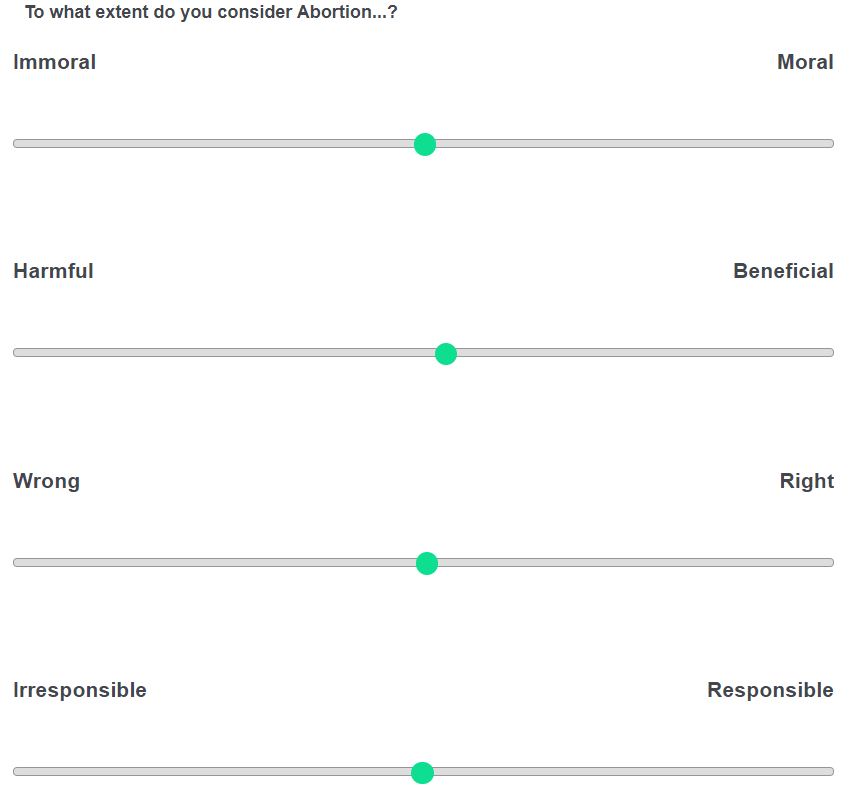 To what extent do you consider Abortion...?
Immoral Moral
Harmful Beneficial
Wrong Right
Irresponsible Responsible